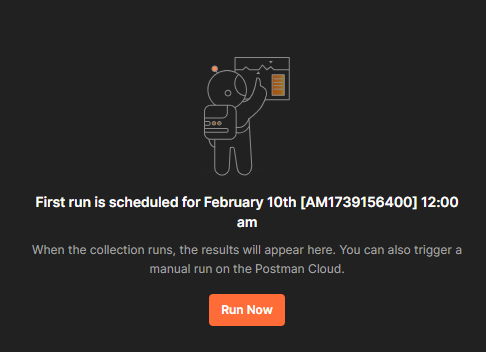 First run is scheduled for February 10th [AM1739156400] 12:00
am
When the collection runs, the results will appear here. You can also trigger a
manual run on the Postman Cloud.
Run Now